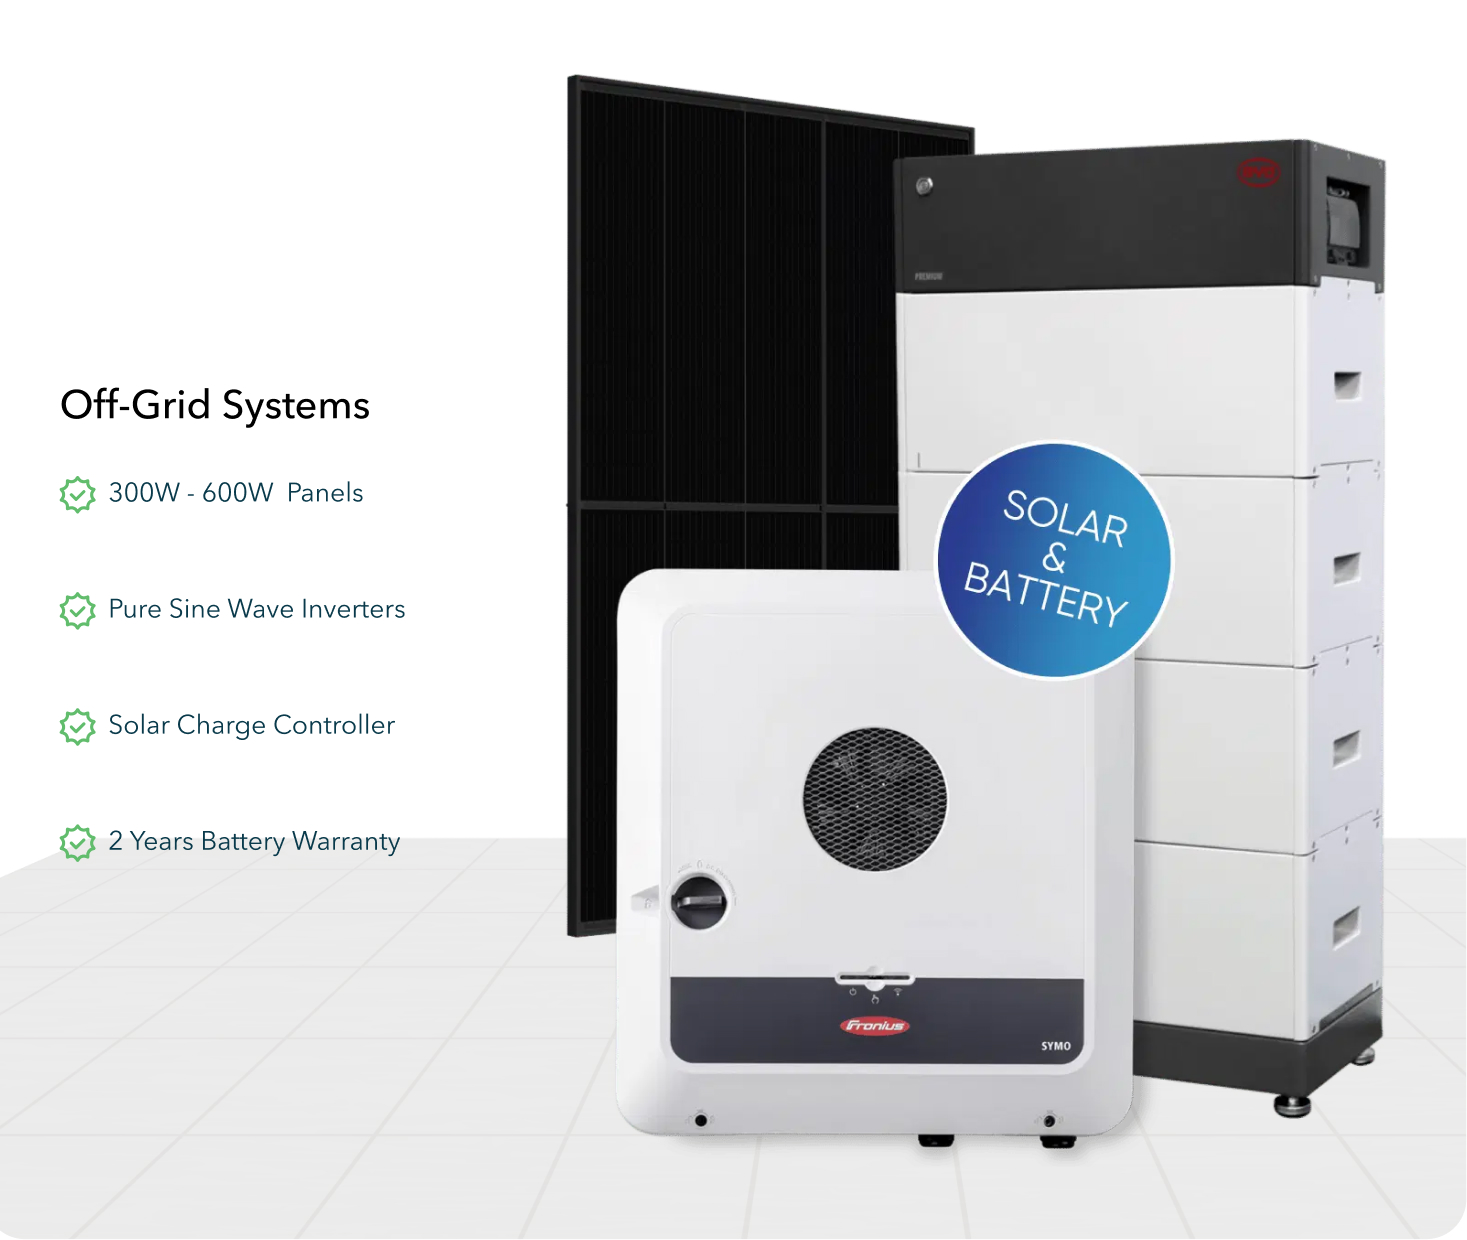 Off-Grid Systems
300W - 600W Panels
Pure Sine Wave Inverters
Solar Charge Controller
2 Years Battery Warranty
PREMIUM
SOLAR
&
BATTERY
Fronius
SYMO